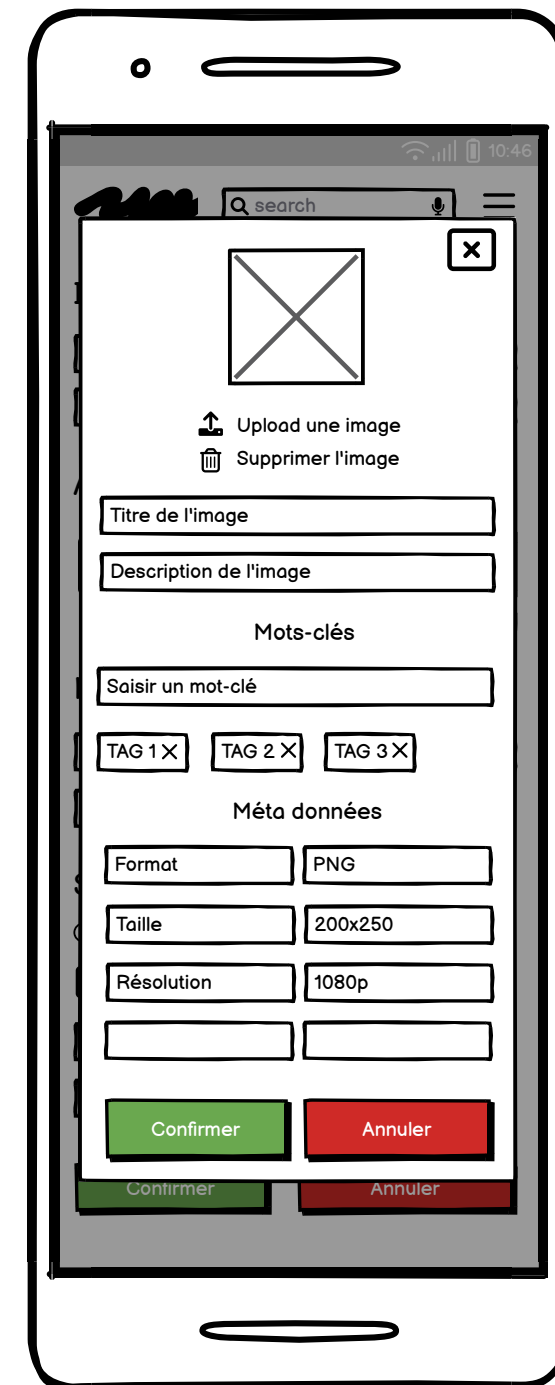 10:46
search
Upload une image
Supprimer l'image
Titre de l'image
Description de l'image
Mots-clés
Saisir un mot-clé
TAG 1 TAG 2 TAG 3
Méta données
Format PNG
Taille 200x250
Résolution 1080p
Confirmer Annuler
Confirmer Annuler